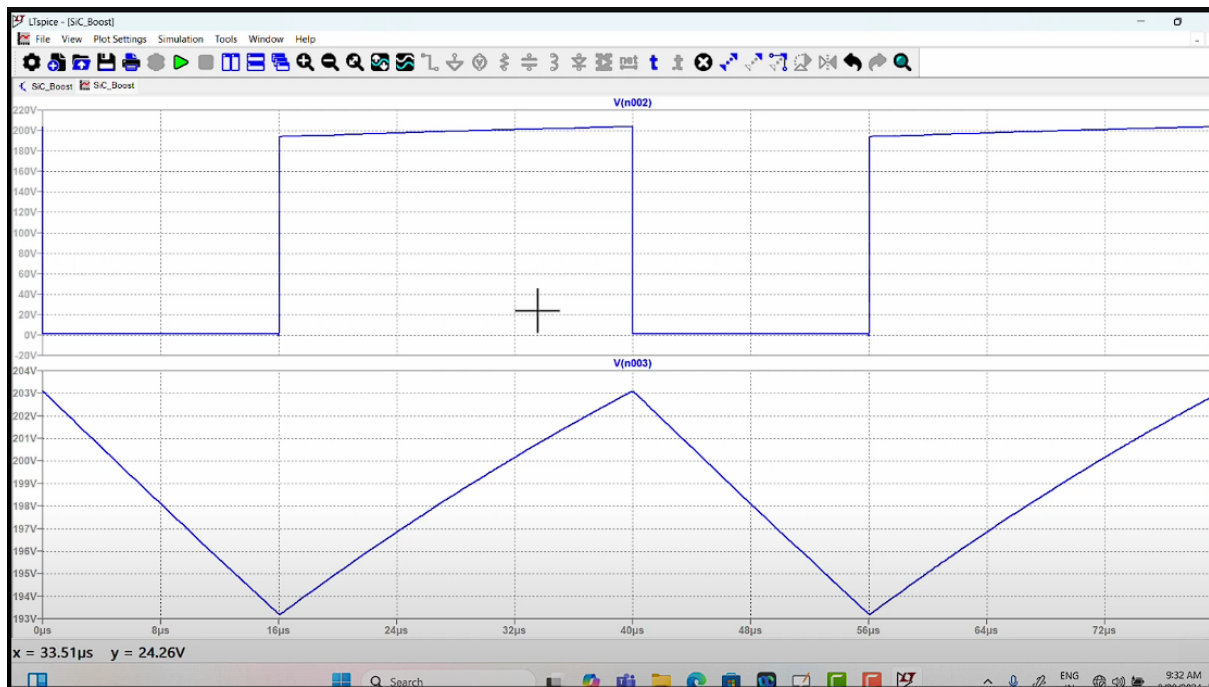 LTspice - [SiC_Boost]
File View Plot Settings Simulation Tools Window Help
SiC_Boost SiC_Boost
V(n002)
220V
200V
180V
160V
140V
120V
100V
80V
60V
40V
20V
0V
-20V
V(n003)
204V
203V
202V
201V
200V
199V
198V
197V
196V
195V
194V
193V
0µs 8µs 16µs 24µs 32µs 40µs 48µs 56µs 64µs 72µs
x = 33.51µs y = 24.26V
Search
ENG
9:32 AM